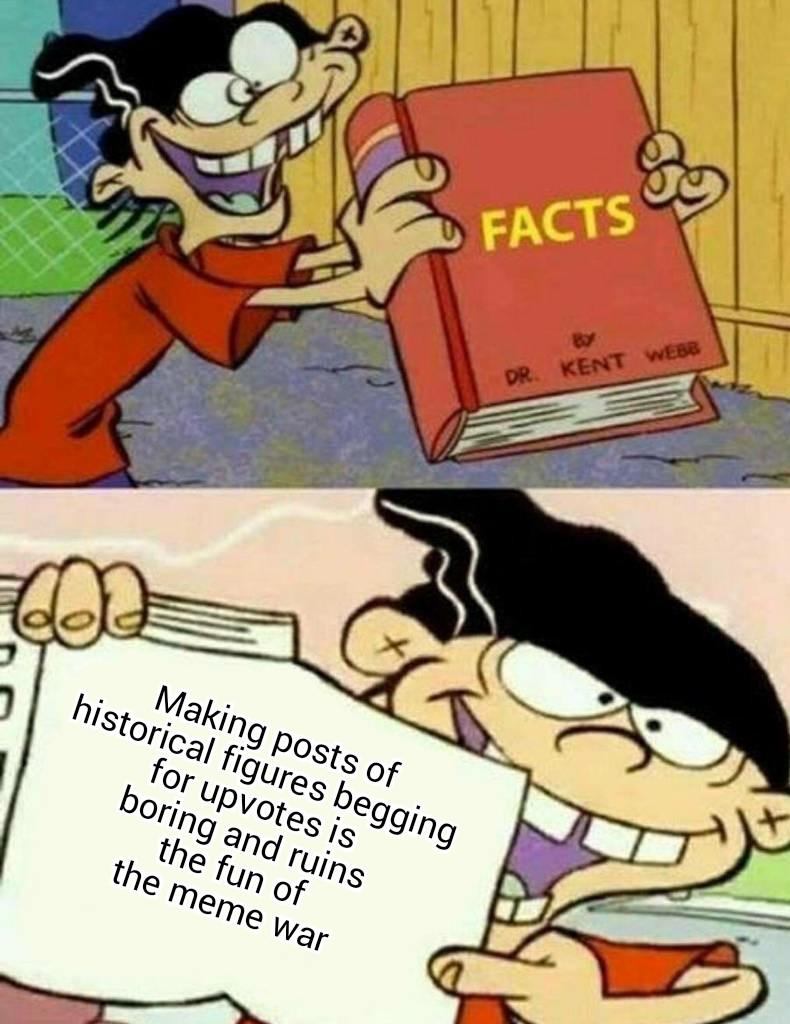 FACTS
By
DR. KENT WEBB
Making posts of
historical figures begging
for upvotes is
boring and ruins
the fun of
the meme war